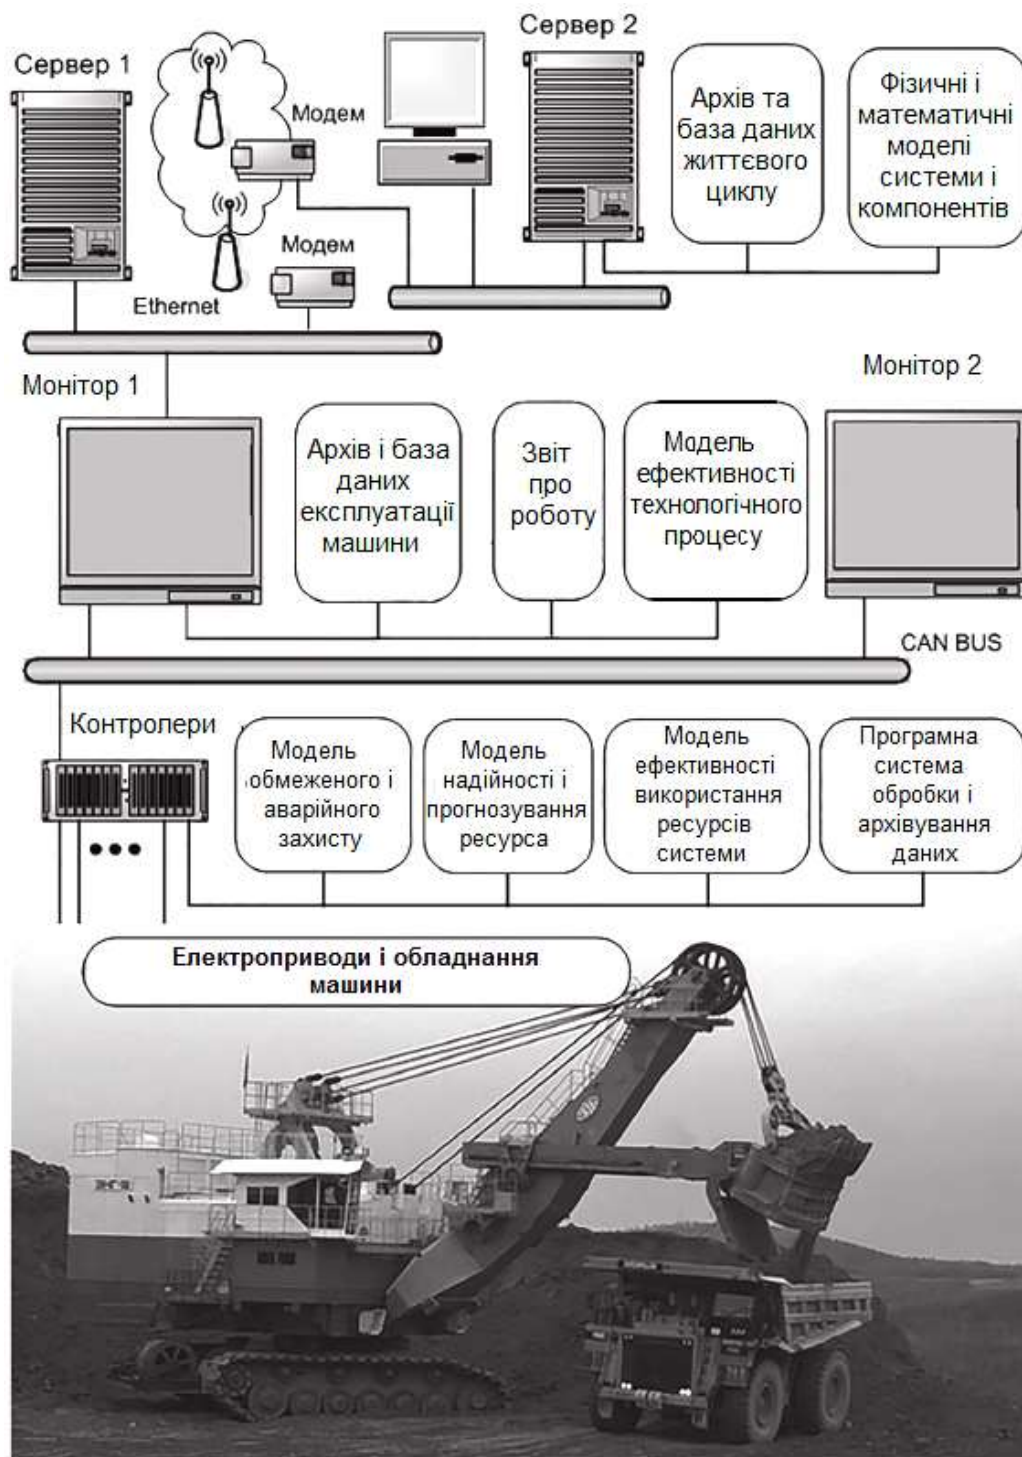 Сервер 2
Сервер 1
Модем
Модем
Ethernet
Архів та
база даних
життєвого
циклу
Фізичні і
математичні
моделі
системи і
компонентів
Монітор 1
Монітор 2
Архів і база
даних
експлуатації
машини
Звіт
про
роботу
Модель
ефективності
технологічного
процесу
CAN BUS
Контролери
Модель
обмеженого і
аварійного
захисту
Модель
надійності і
прогнозування
ресурса
Модель
ефективності
використання
ресурсів
системи
Програмна
система
обробки і
архівування
даних
Електроприводи і обладнання
машини